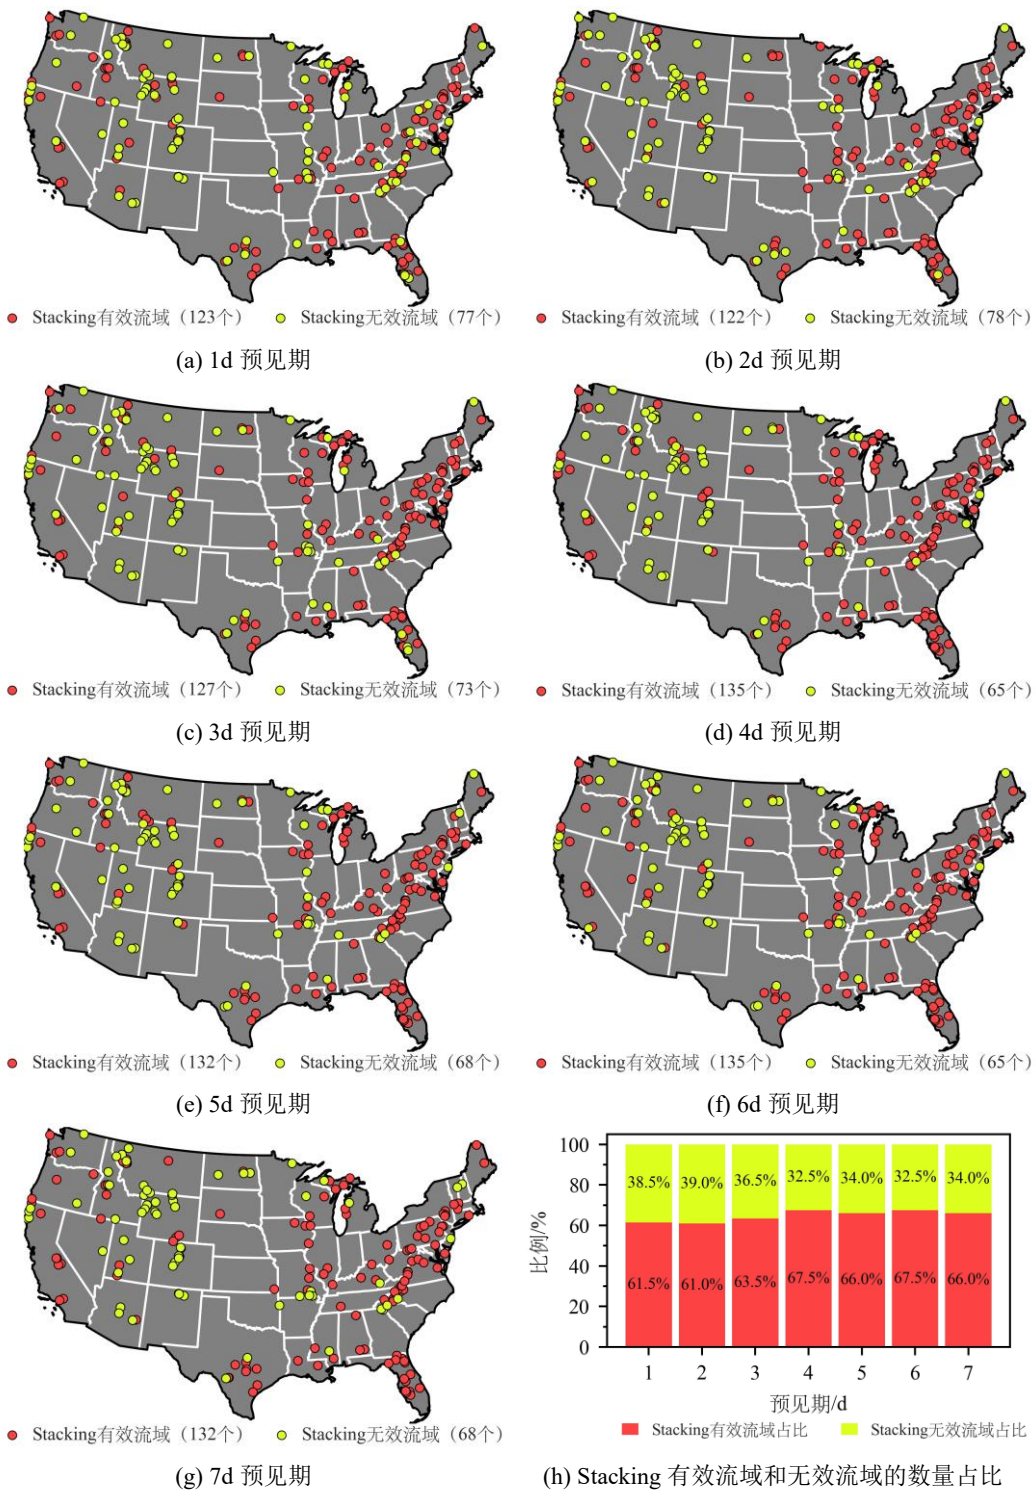 Stacking有效流域（123个） Stacking无效流域（77个）
Stacking有效流域（122个） Stacking无效流域（78个）
(a) 1d 预见期
(b) 2d 预见期
Stacking有效流域（127个） Stacking无效流域（73个）
Stacking有效流域（135个） Stacking无效流域（65个）
(c) 3d 预见期
(d) 4d 预见期
Stacking有效流域（132个） Stacking无效流域（68个）
Stacking有效流域（135个） Stacking无效流域（65个）
(e) 5d 预见期
(f) 6d 预见期
Stacking有效流域（132个） Stacking无效流域（68个）
(g) 7d 预见期
比例/%
100
80
60
40
20
0
38.5% 39.0% 36.5% 32.5% 34.0% 32.5% 34.0%
61.5% 61.0% 63.5% 67.5% 66.0% 67.5% 66.0%
1 2 3 4 5 6 7
预见期/d
Stacking有效流域占比 Stacking无效流域占比
(h) Stacking 有效流域和无效流域的数量占比